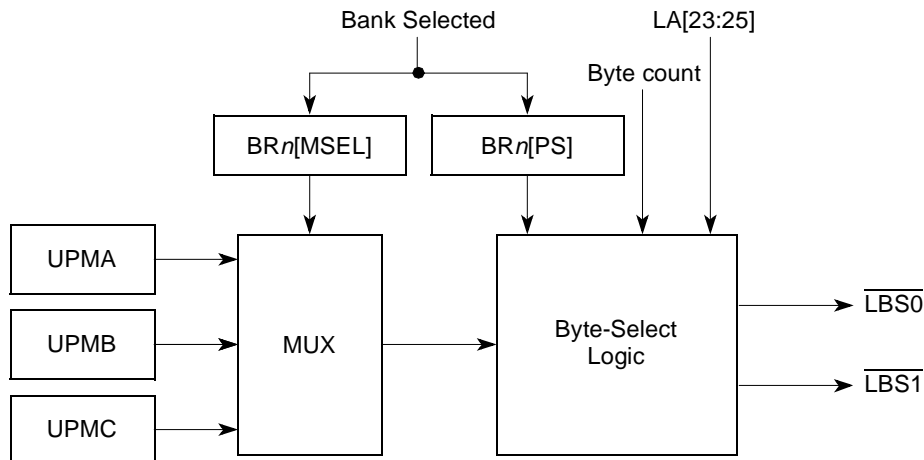 Bank Selected
LA[23:25]
Byte count
BRn[MSEL]
BRn[PS]
UPMA
UPMB
UPMC
MUX
Byte-Select
Logic
LBS0
LBS1